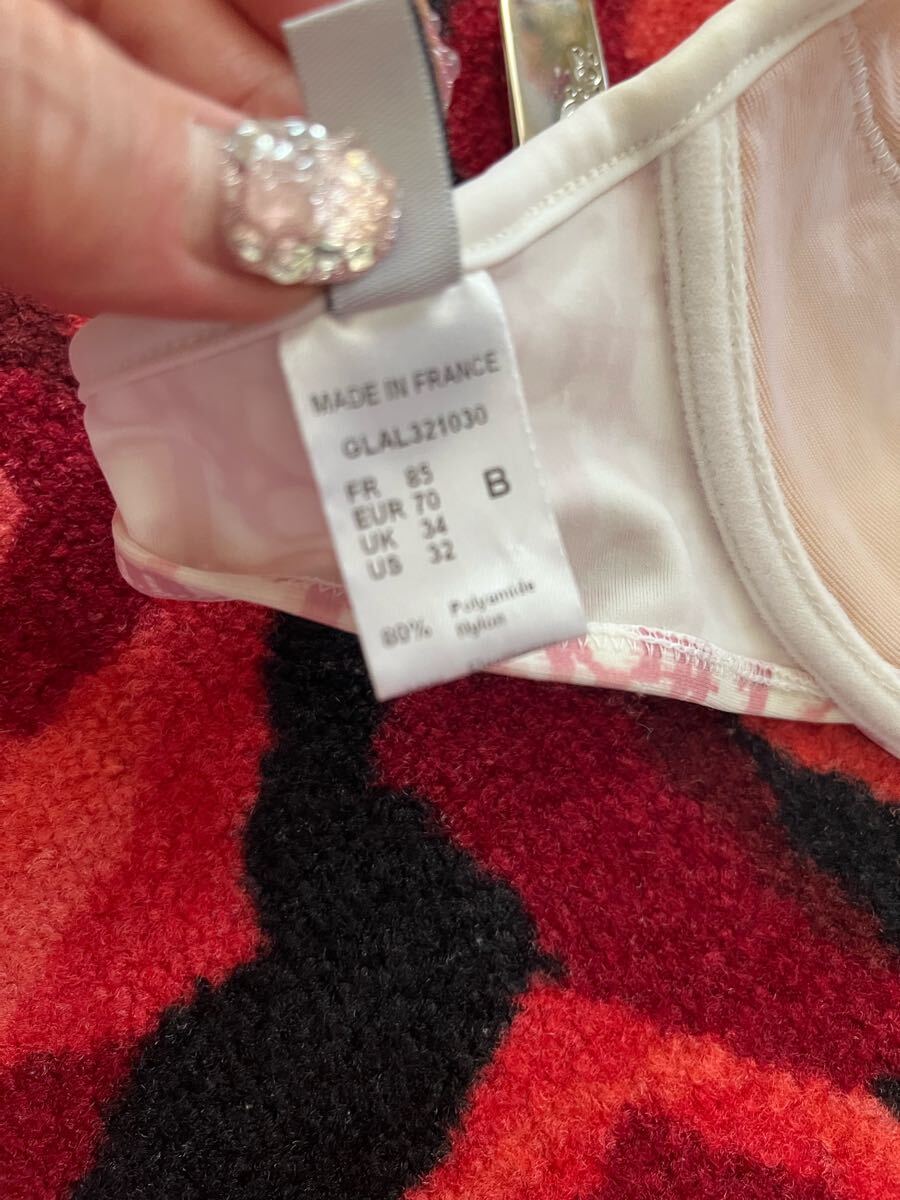 MADE IN FRANCE
GLAL321030
FR 85
EUR 70 B
UK 34
US 32
80% Polyamide
Nylon